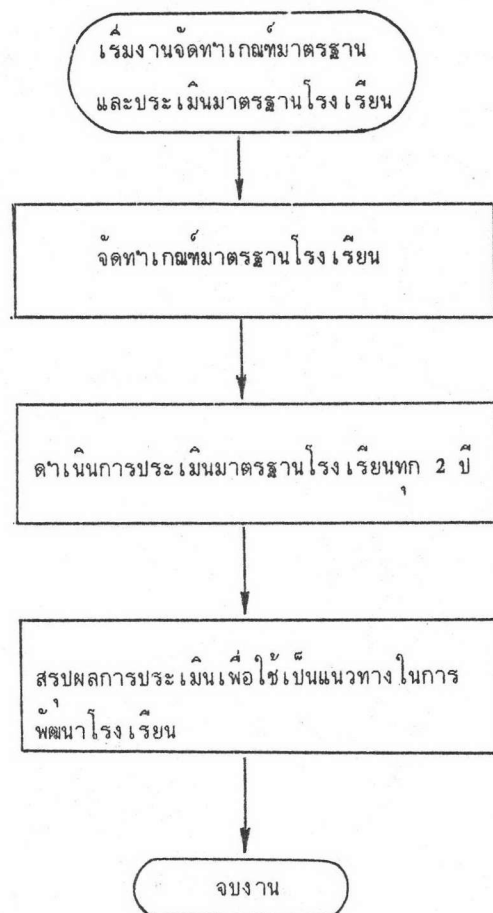 เริ่มงานจัดทำเกณฑ์มาตรฐาน
และประเมินมาตรฐานโรงเรียน
จัดทำเกณฑ์มาตรฐานโรงเรียน
ดำเนินการประเมินมาตรฐานโรงเรียนทุก 2 ปี
สรุปผลการประเมินเพื่อใช้เป็นแนวทางในการ
พัฒนาโรงเรียน
จบงาน